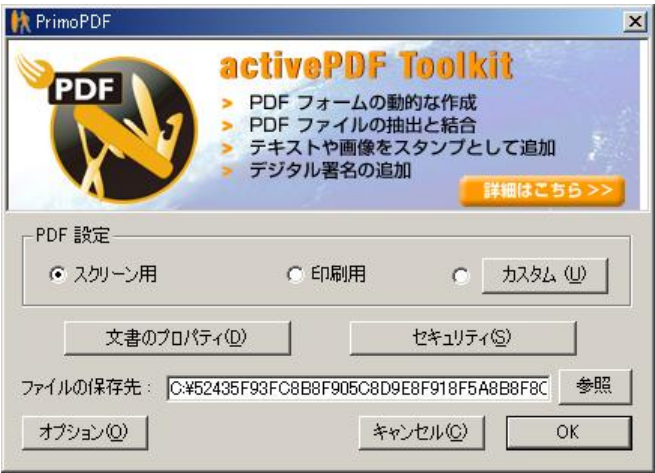 PrimoPDF
PDF
activePDF Toolkit
> PDF フォームの動的な作成
> PDF ファイルの抽出と結合
> テキストや画像をスタンプとして追加
> デジタル署名の追加
詳細はこちら >>
PDF 設定
スクリーン用 印刷用 カスタム (U)
文書のプロパティ(D) セキュリティ(S)
ファイルの保存先 : C:¥52435F93FC8B8F905C8D9E8F918F5A8B8F8C 参照
オプション(O) キャンセル(C) OK